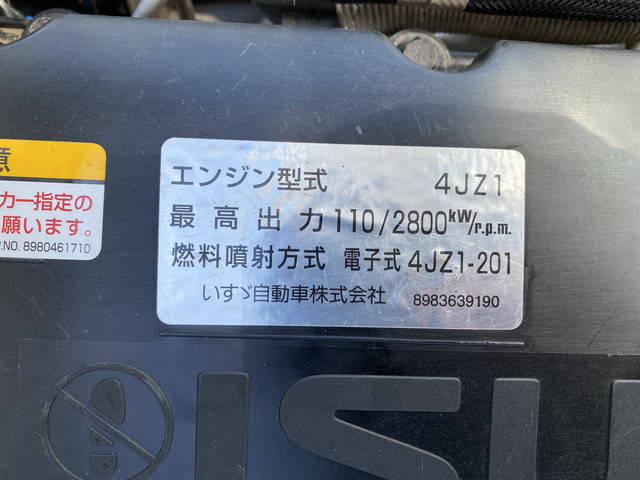 意
カー指定の
願います。
.NO. 8980461710
エンジン型式 4JZ1
最高出力 110/2800kW/r.p.m.
燃料噴射方式 電子式 4JZ1-201
いすゞ自動車株式会社 8983639190
ISU